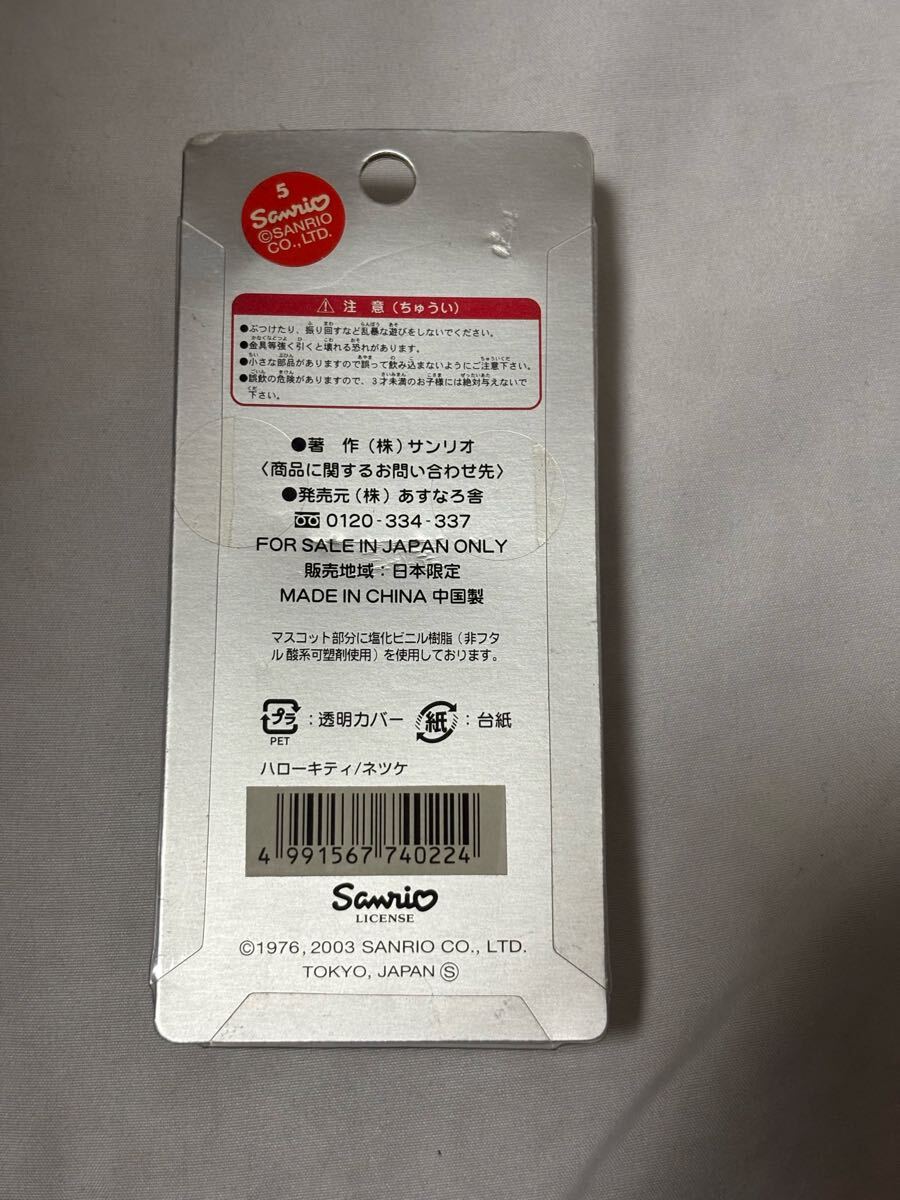 5
Sanrio
©SANRIO
CO.,LTD.
⚠ 注 意（ちゅうい）
●ぶつけたり、振り回すなど乱暴な遊びをしないでください。
●金具等強く引くと壊れる恐れがあります。
●小さな部品がありますので誤って飲み込まないようにご注意下さい。
●誤飲の危険がありますので、3才未満のお子様には絶対与えないで
下さい。
●著 作（株）サンリオ
〈商品に関するお問い合わせ先〉
●発売元（株）あすなろ舎
0120-334-337
FOR SALE IN JAPAN ONLY
販売地域：日本限定
MADE IN CHINA 中国製
マスコット部分に塩化ビニル樹脂（非フタ
ル酸系可塑剤使用）を使用しております。
プラ：透明カバー 紙：台紙
PET
ハローキティ/ネツケ
4 991567 740224
Sanrio
LICENSE
©1976, 2003 SANRIO CO., LTD.
TOKYO, JAPAN Ⓢ